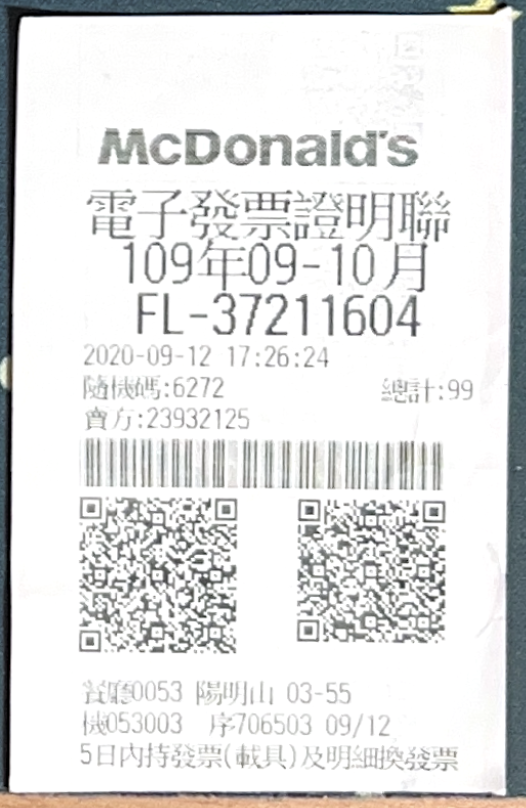 McDonald's
電子發票證明聯
109年09-10月
FL-37211604
2020-09-12 17:26:24
隨機碼:6272 總計:99
賣方:23932125
餐廳0053 陽明山 03-55
機053003 序706503 09/12
5日內持發票(載具)及明細換發票